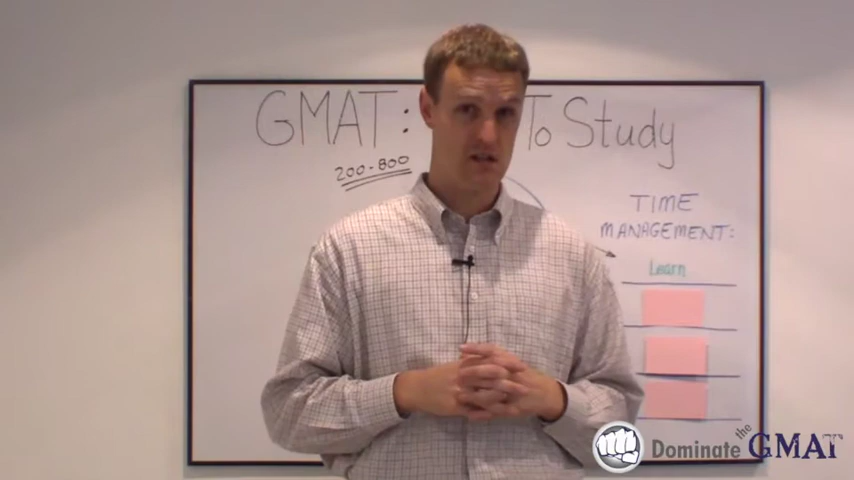 GMAT: To Study
200-800
TIME
MANAGEMENT:
Learn
Dominate the GMAT